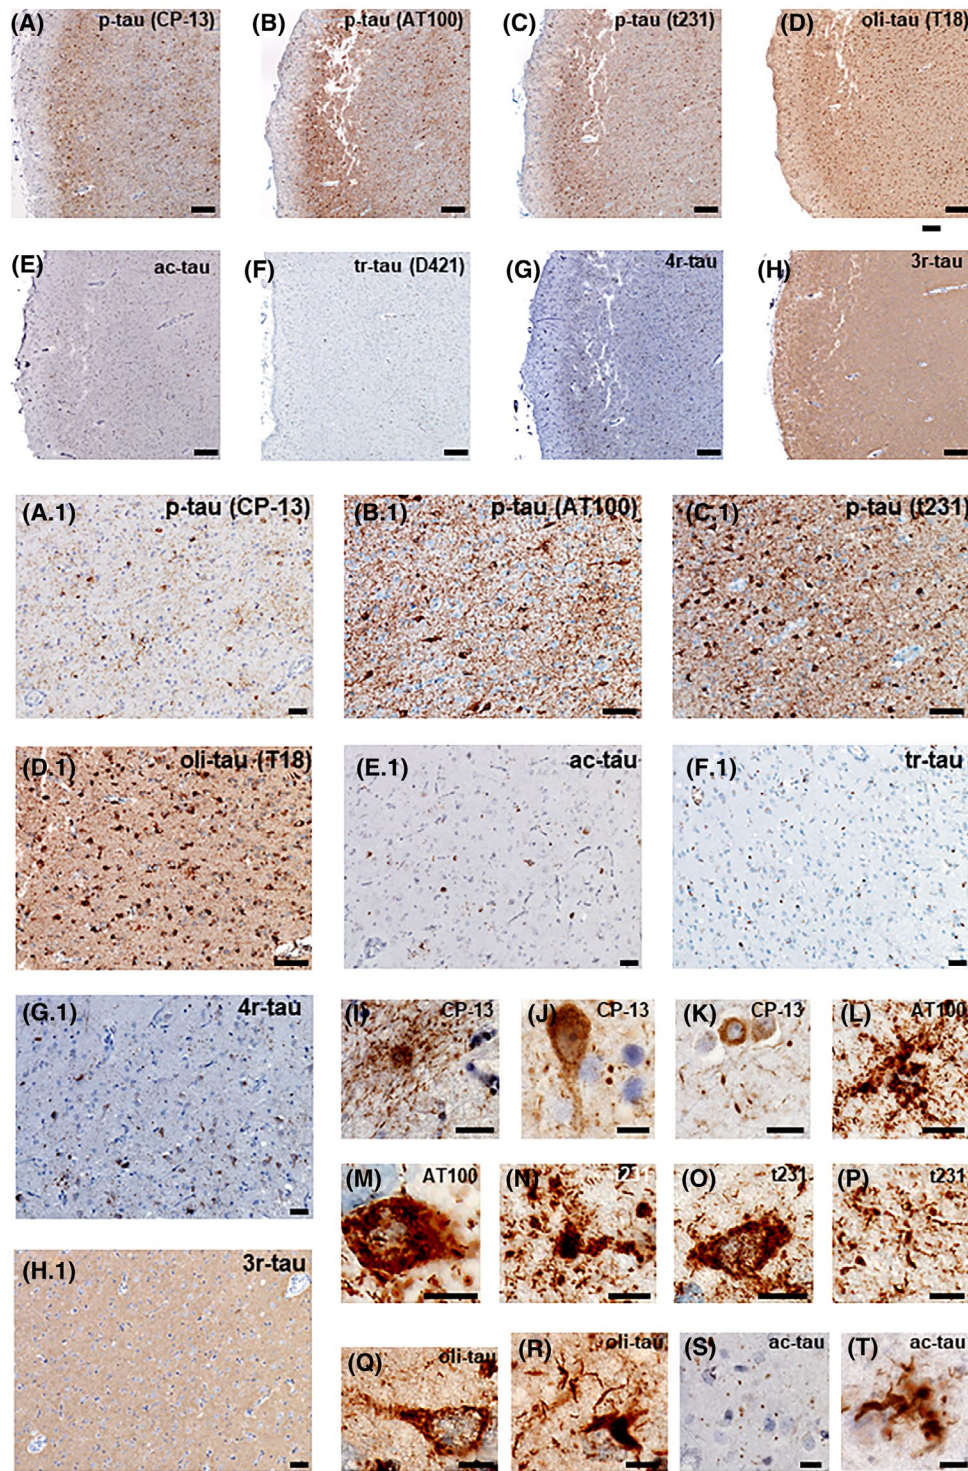 (A) p-tau (CP-13)
(B) p-tau (AT100)
(C) p-tau (t231)
(D) oli-tau (T18)
(E) ac-tau
(F) tr-tau (D421)
(G) 4r-tau
(H) 3r-tau
(A.1) p-tau (CP-13)
(B.1) p-tau (AT100)
(C.1) p-tau (t231)
(D.1) oli-tau (T18)
(E.1) ac-tau
(F.1) tr-tau
(G.1) 4r-tau
(I) CP-13
(J) CP-13
(K) CP-13
(L) AT100
(M) AT100
(N)
(O) t231
(P) t231
(H.1) 3r-tau
(Q) oli-tau
(R) oli-tau
(S) ac-tau
(T) ac-tau